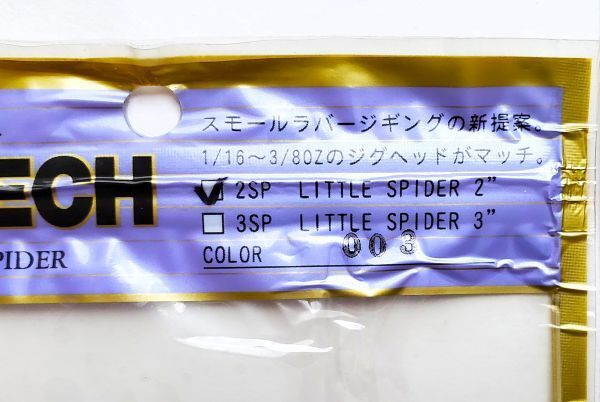 スモールラバージギングの新提案。
1/16〜3/8OZのジグヘッドがマッチ。
ECH
2SP LITTLE SPIDER 2"
3SP LITTLE SPIDER 3"
PIDER
COLOR 003